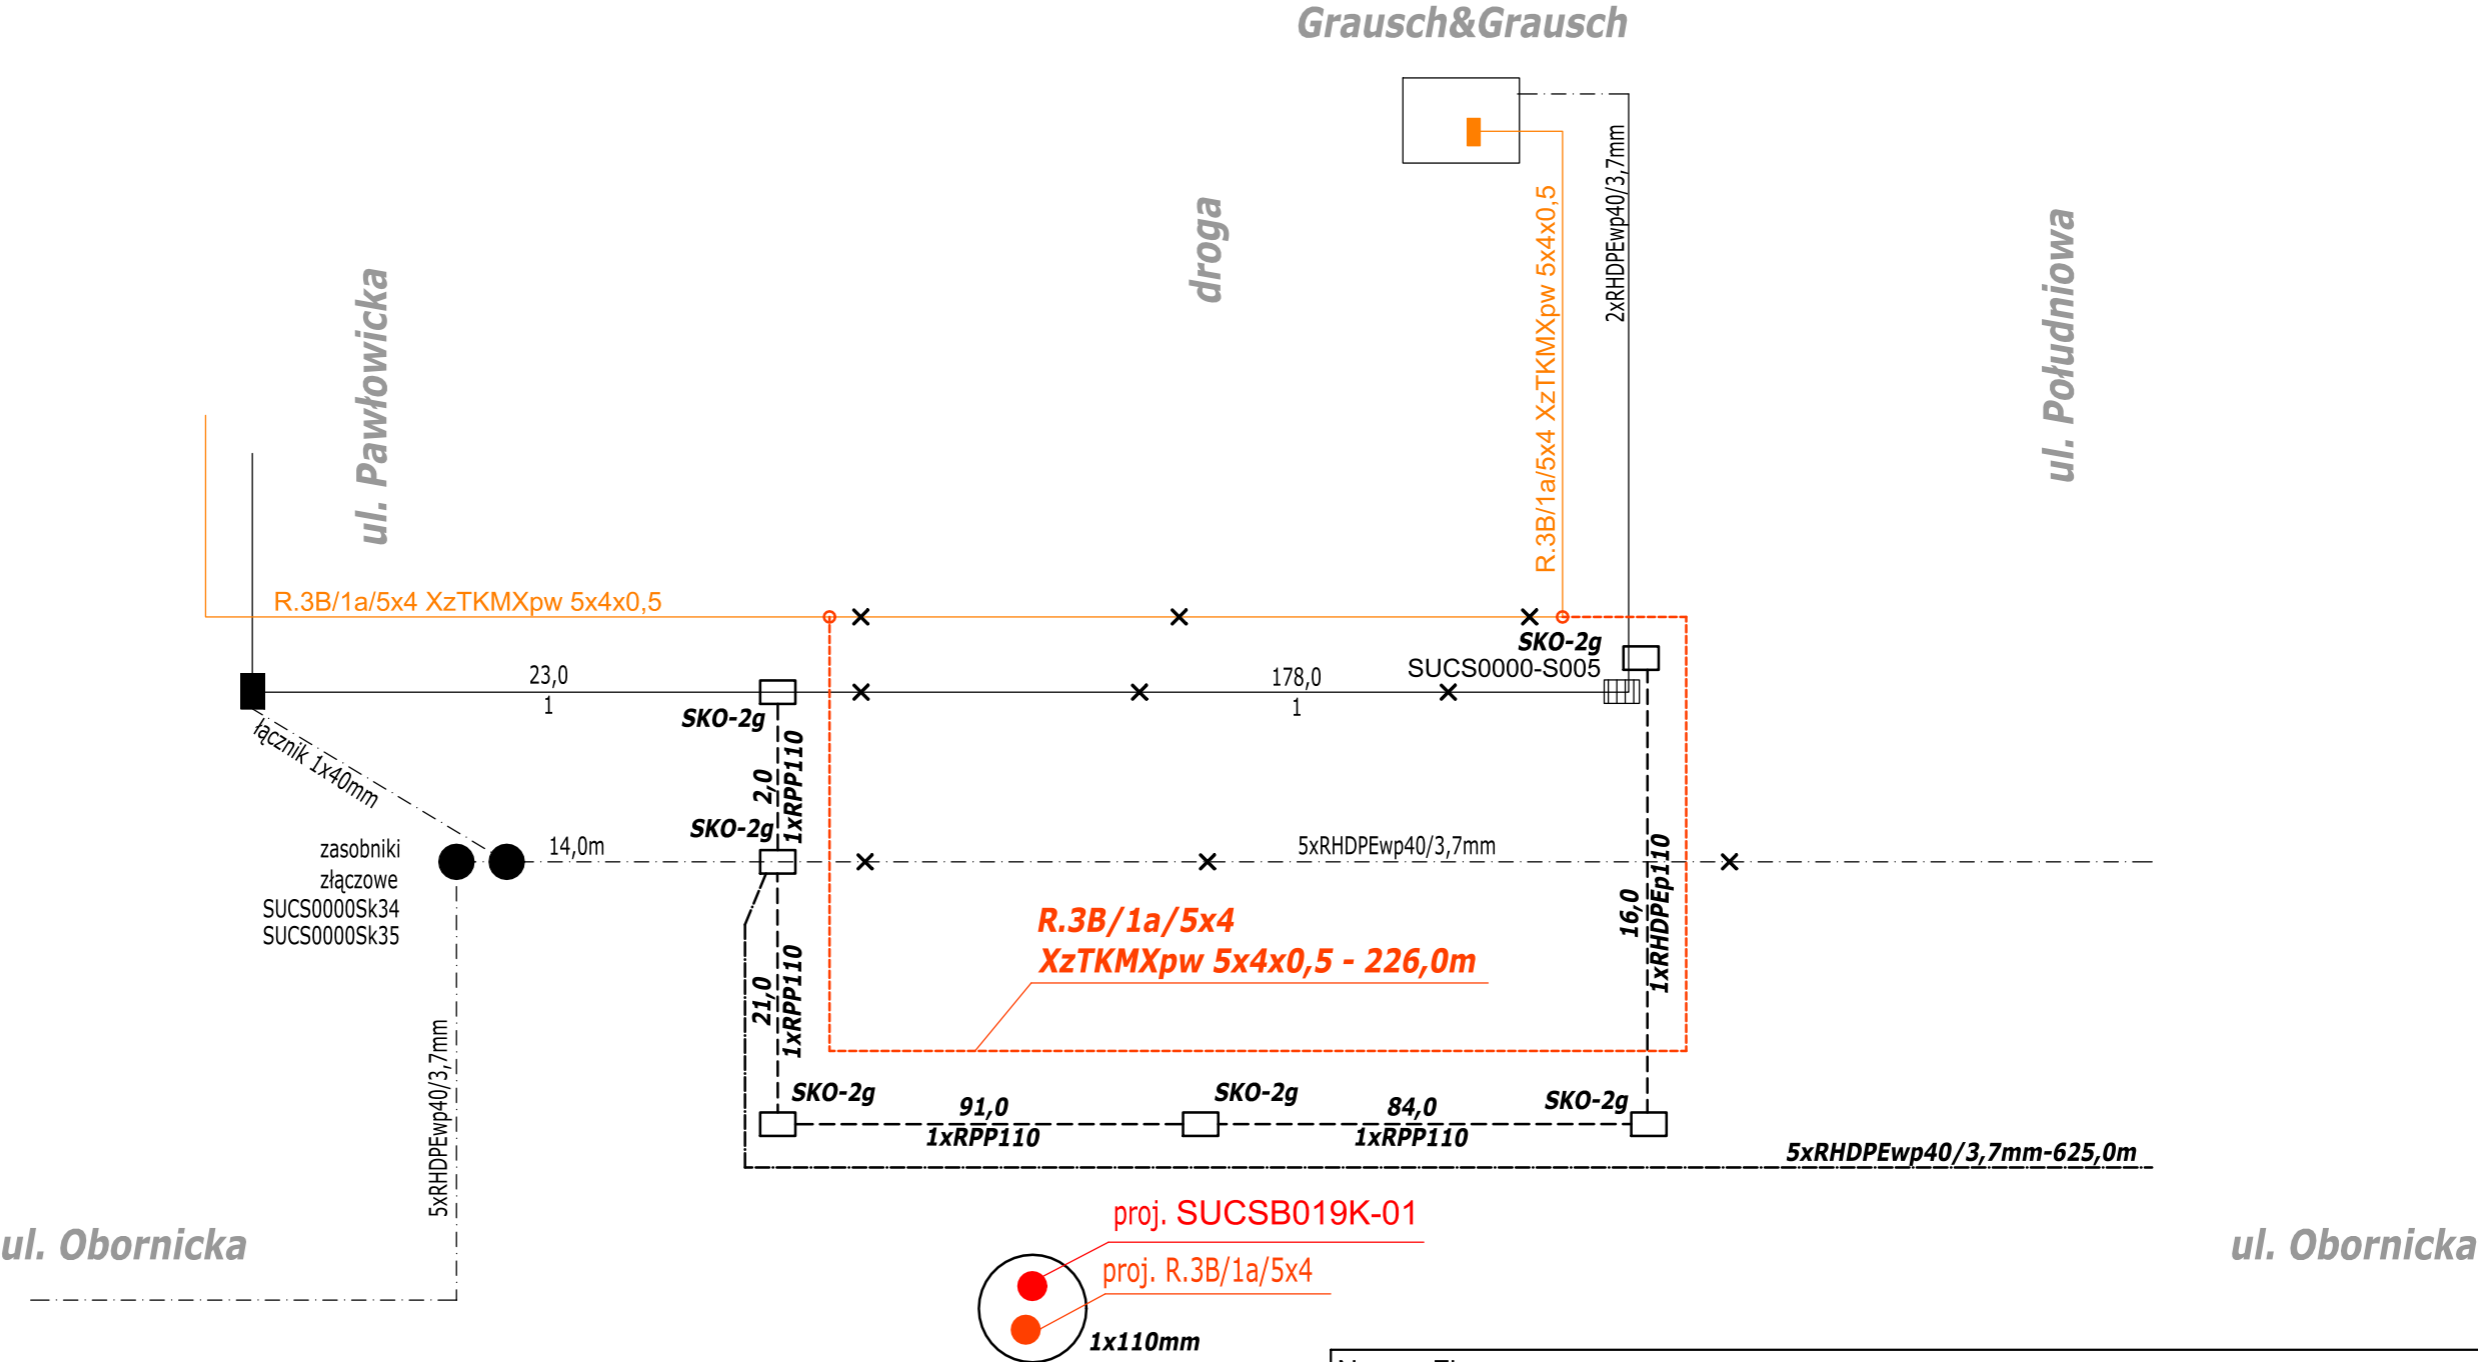 Grausch&Grausch
ul. Pawłowicka
droga
R.3B/1a/5x4 XzTKMXpw 5x4x0,5
2xRHDPEwp40/3,7mm
ul. Południowa
R.3B/1a/5x4 XzTKMXpw 5x4x0,5
SKO-2g
SUCS0000-S005
23,0
1
178,0
1
SKO-2g
łącznik 1x40mm
2,0
1xRPP110
SKO-2g
zasobniki
złączowe
SUCS0000Sk34
SUCS0000Sk35
14,0m
5xRHDPEwp40/3,7mm
R.3B/1a/5x4
XzTKMXpw 5x4x0,5 - 226,0m
16,0
1xRHDPEp110
21,0
1xRPP110
5xRHDPEwp40/3,7mm
SKO-2g
91,0
1xRPP110
SKO-2g
84,0
1xRPP110
SKO-2g
5xRHDPEwp40/3,7mm-625,0m
proj. SUCSB019K-01
ul. Obornicka
ul. Obornicka
proj. R.3B/1a/5x4
1x110mm